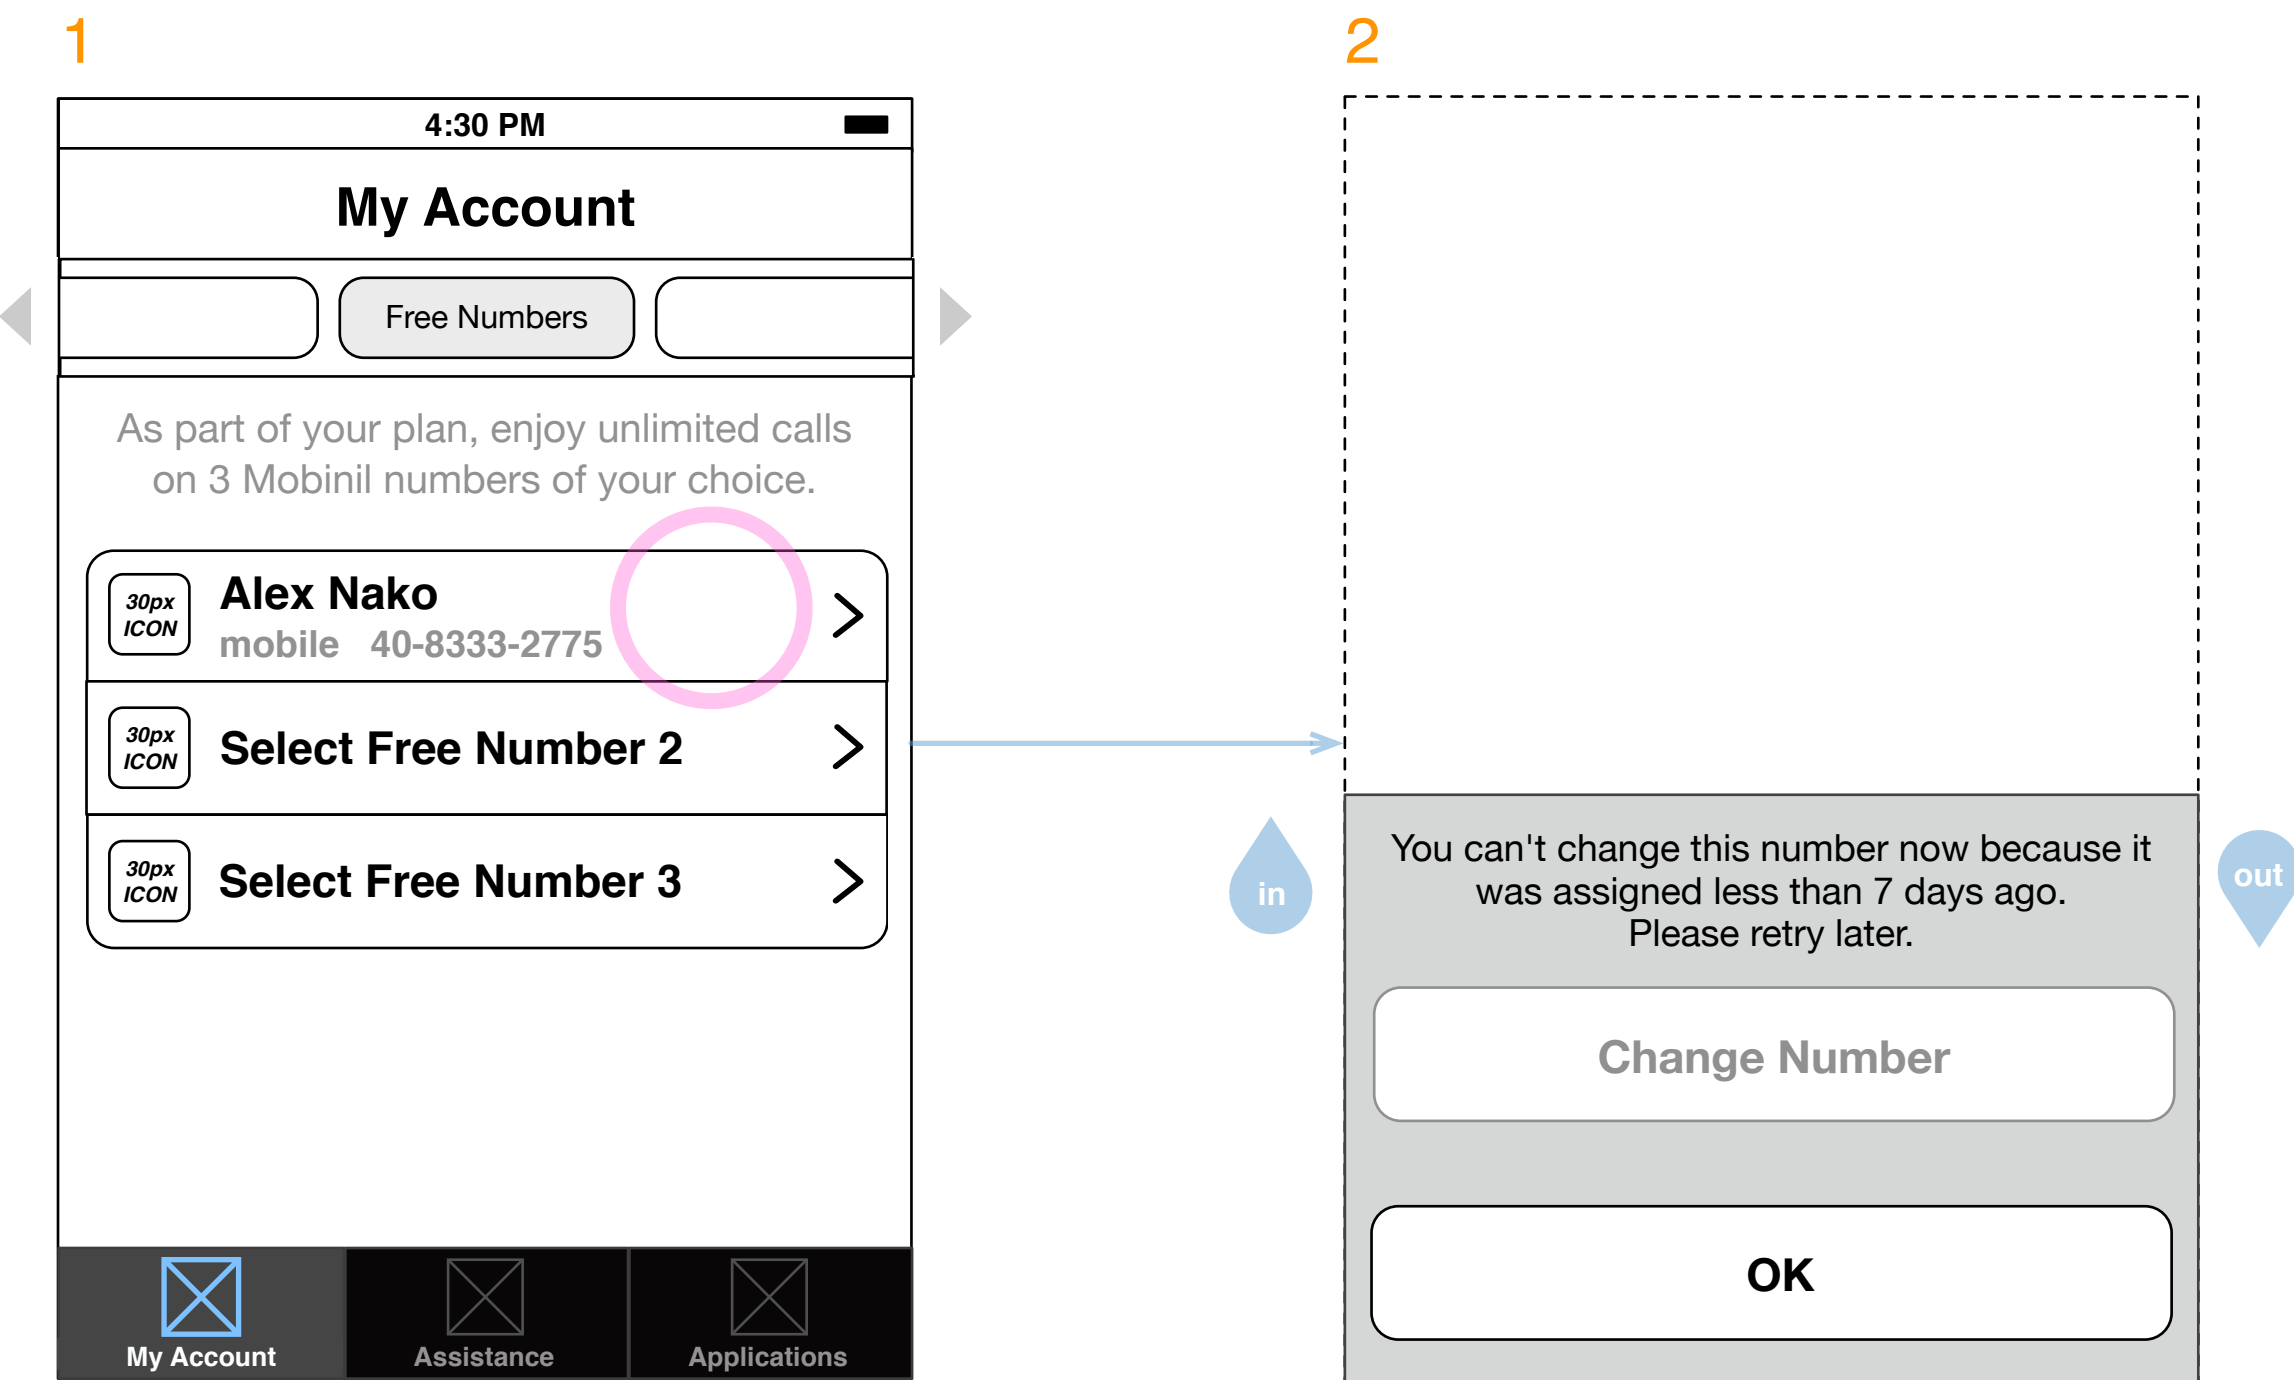 1
4:30 PM
My Account
Free Numbers
As part of your plan, enjoy unlimited calls
on 3 Mobinil numbers of your choice.
30px
ICON
Alex Nako
mobile 40-8333-2775
30px
ICON
Select Free Number 2
30px
ICON
Select Free Number 3
My Account
Assistance
Applications
2
in
You can't change this number now because it
was assigned less than 7 days ago.
Please retry later.
out
Change Number
OK